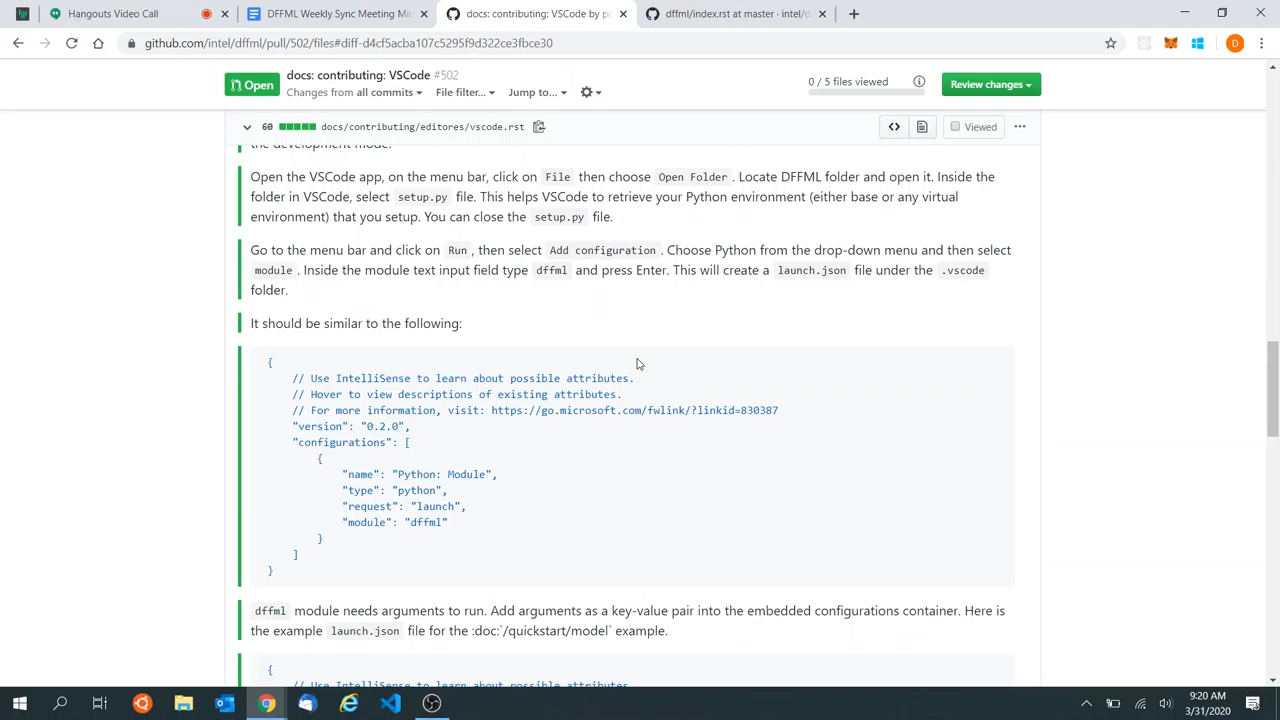 Hangouts Video Call
DFFML Weekly Sync Meeting Mi
docs: contributing: VSCode by p
dffml/index.rst at master · intel/d
github.com/intel/dffml/pull/502/files#diff-d4cf5acba107c5295f9d322ce3fbce30
D
Open
docs: contributing: VSCode #502
Changes from all commits
File filter...
Jump to...
0 / 5 files viewed
Review changes
60
docs/contributing/editores/vscode.rst
Viewed
the development mode.
Open the VSCode app, on the menu bar, click on File then choose Open Folder. Locate DFFML folder and open it. Inside the
folder in VSCode, select setup.py file. This helps VSCode to retrieve your Python environment (either base or any virtual
environment) that you setup. You can close the setup.py file.
Go to the menu bar and click on Run, then select Add configuration. Choose Python from the drop-down menu and then select
module. Inside the module text input field type dffml and press Enter. This will create a launch.json file under the .vscode
folder.
It should be similar to the following:
{
// Use IntelliSense to learn about possible attributes.
// Hover to view descriptions of existing attributes.
// For more information, visit: https://go.microsoft.com/fwlink/?linkid=830387
"version": "0.2.0",
"configurations": [
{
"name": "Python: Module",
"type": "python",
"request": "launch",
"module": "dffml"
}
]
}
dffml module needs arguments to run. Add arguments as a key-value pair into the embedded configurations container. Here is
the example launch.json file for the :doc:`/quickstart/model` example.
{
// Use IntelliSense to learn about possible attributes.
9:20 AM
3/31/2020